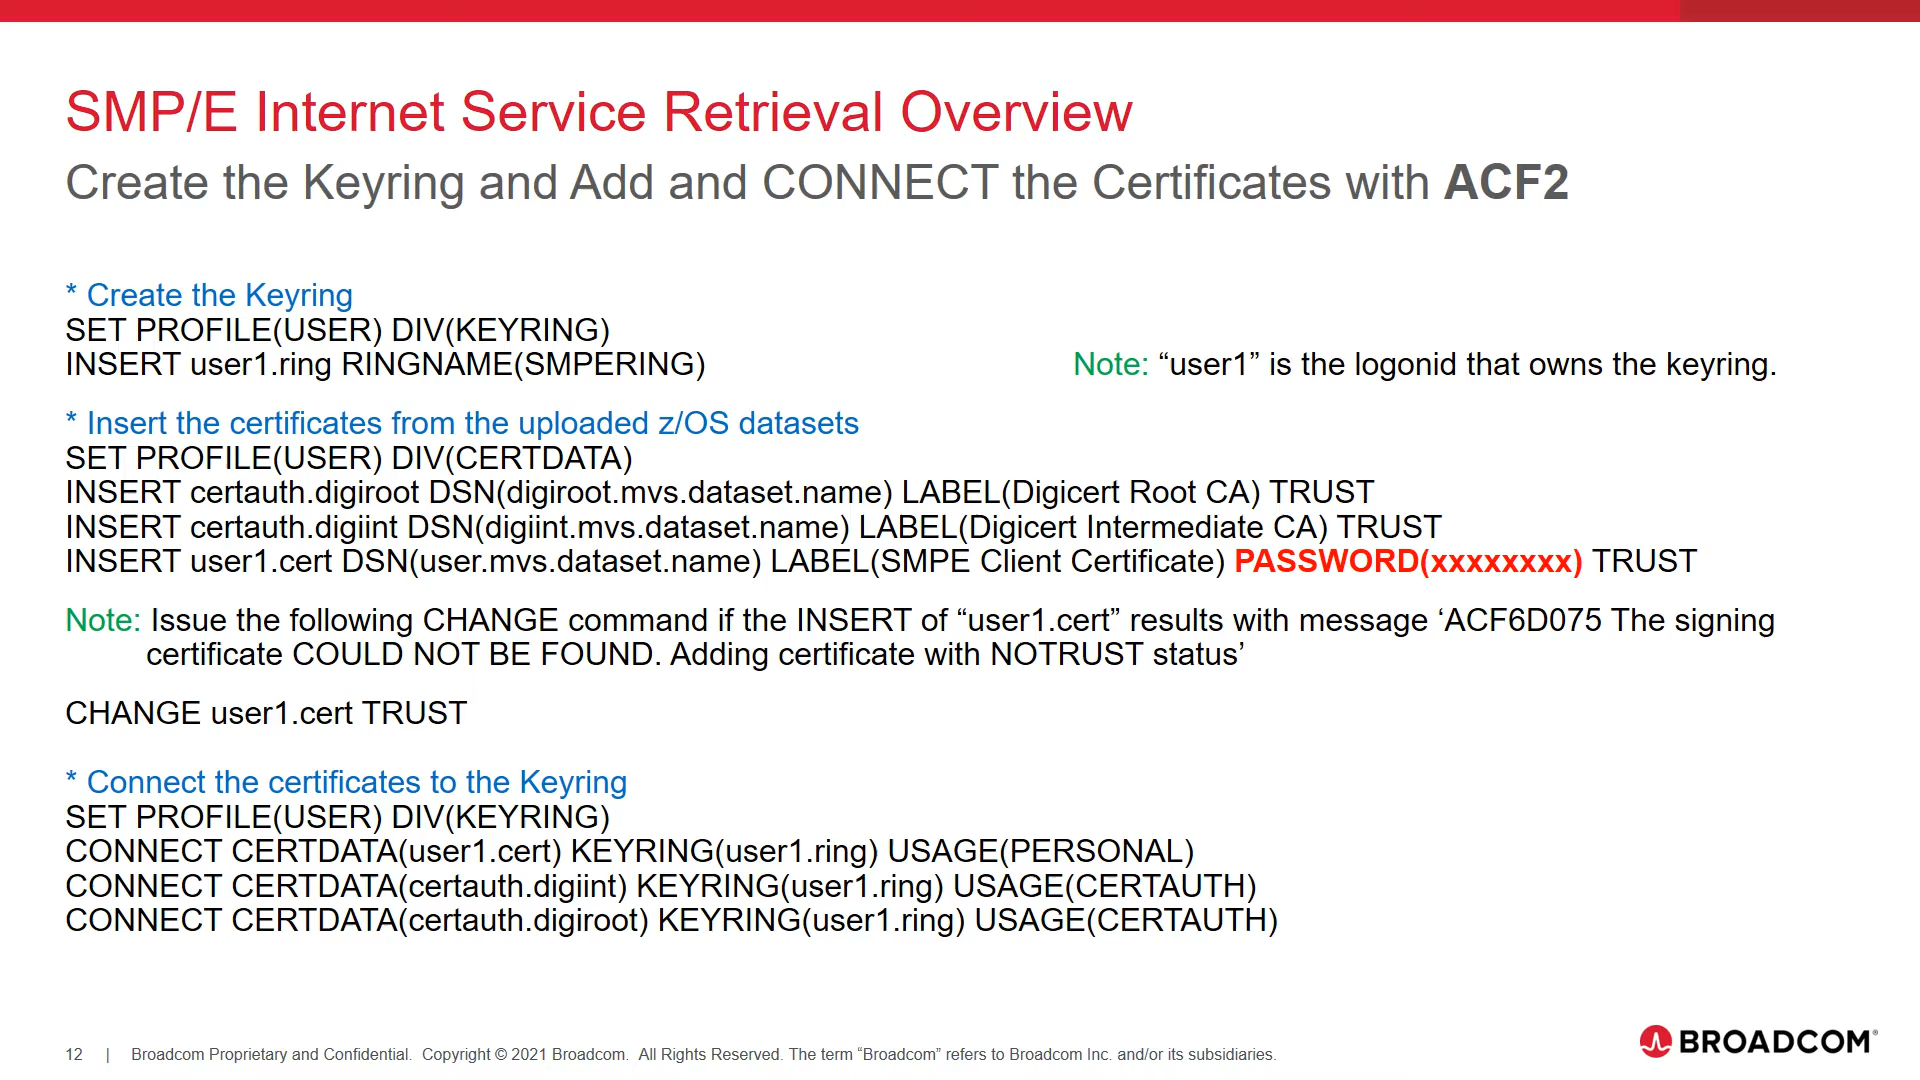 SMP/E Internet Service Retrieval Overview
Create the Keyring and Add and CONNECT the Certificates with ACF2
* Create the Keyring
SET PROFILE(USER) DIV(KEYRING)
INSERT user1.ring RINGNAME(SMPERING)
Note: “user1” is the logonid that owns the keyring.
* Insert the certificates from the uploaded z/OS datasets
SET PROFILE(USER) DIV(CERTDATA)
INSERT certauth.digiroot DSN(digiroot.mvs.dataset.name) LABEL(Digicert Root CA) TRUST
INSERT certauth.digiint DSN(digiint.mvs.dataset.name) LABEL(Digicert Intermediate CA) TRUST
INSERT user1.cert DSN(user.mvs.dataset.name) LABEL(SMPE Client Certificate) PASSWORD(xxxxxxxx) TRUST
Note: Issue the following CHANGE command if the INSERT of “user1.cert” results with message ‘ACF6D075 The signing
certificate COULD NOT BE FOUND. Adding certificate with NOTRUST status’
CHANGE user1.cert TRUST
* Connect the certificates to the Keyring
SET PROFILE(USER) DIV(KEYRING)
CONNECT CERTDATA(user1.cert) KEYRING(user1.ring) USAGE(PERSONAL)
CONNECT CERTDATA(certauth.digiint) KEYRING(user1.ring) USAGE(CERTAUTH)
CONNECT CERTDATA(certauth.digiroot) KEYRING(user1.ring) USAGE(CERTAUTH)
12 | Broadcom Proprietary and Confidential. Copyright © 2021 Broadcom. All Rights Reserved. The term “Broadcom” refers to Broadcom Inc. and/or its subsidiaries.
BROADCOM®